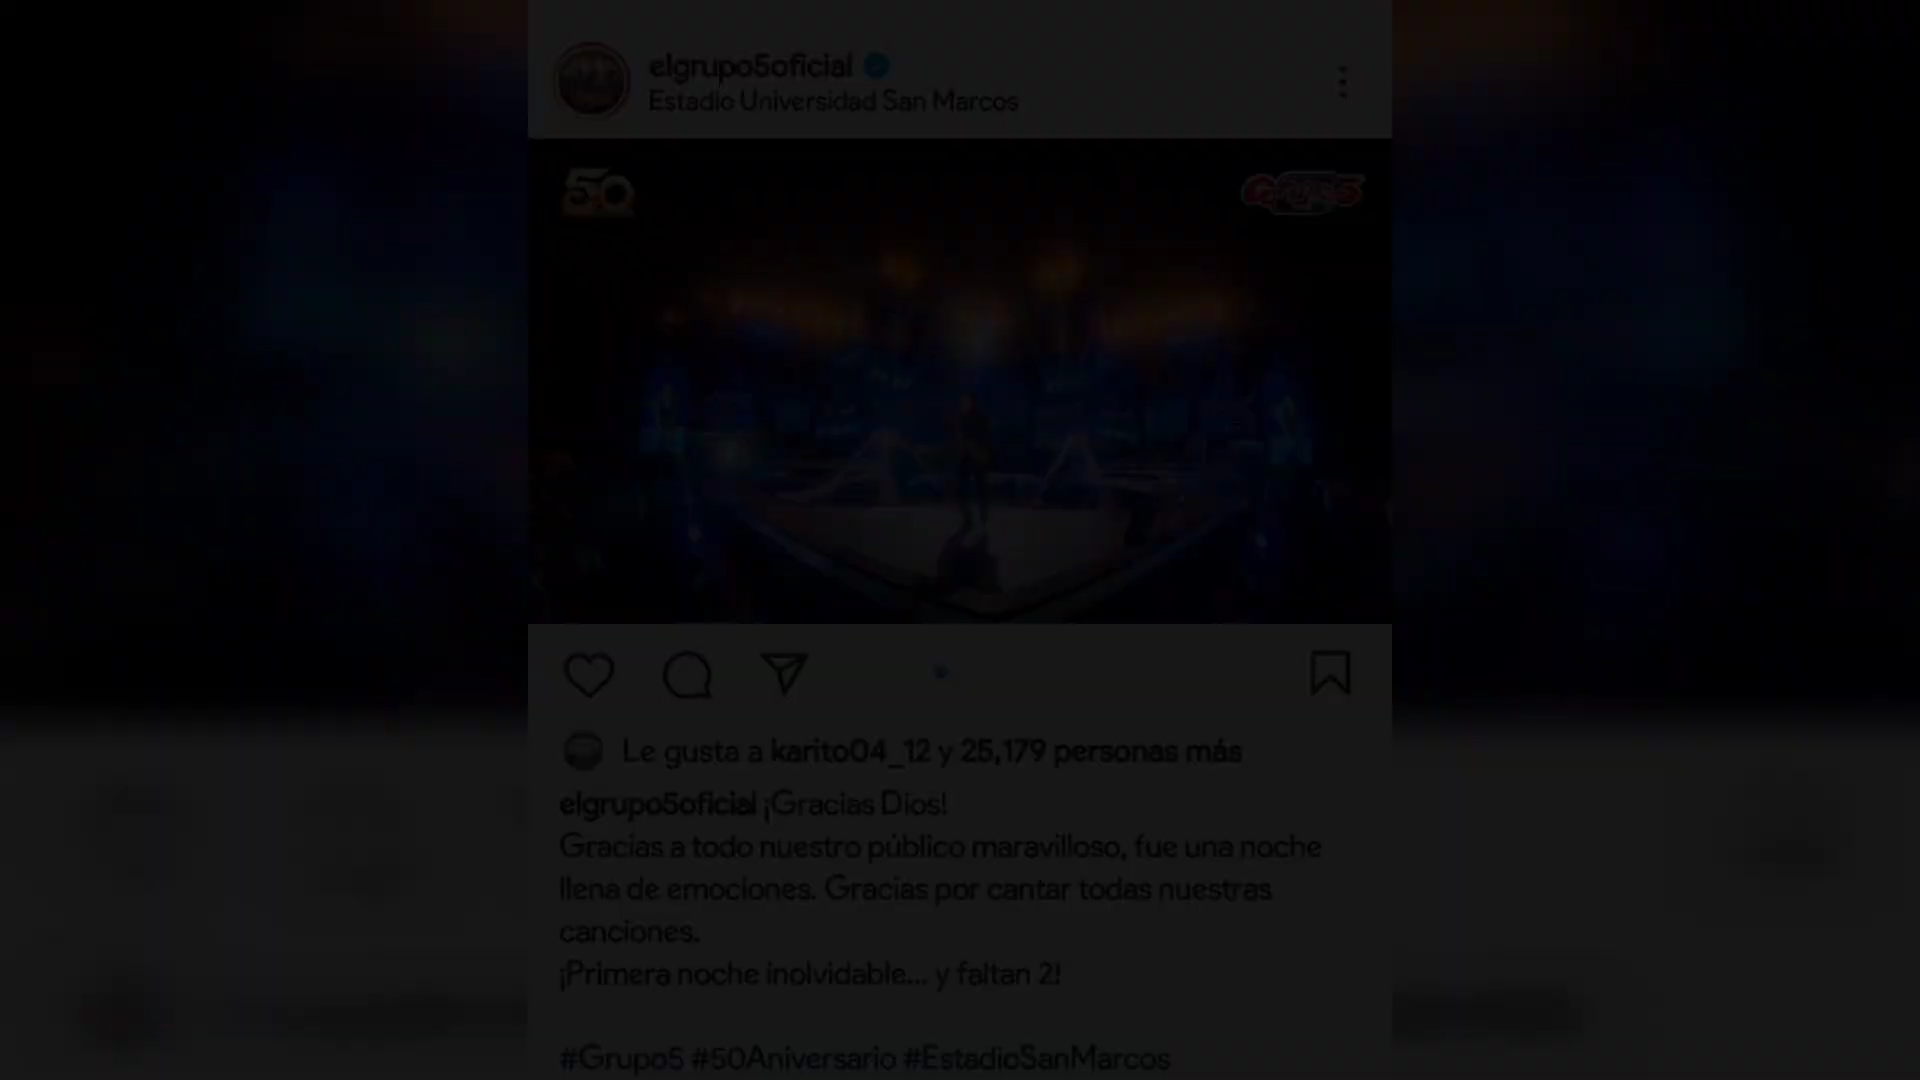 elgrupo5oficial
Estadio Universidad San Marcos
50
Grupo5
Le gusta a karito04_12 y 25,179 personas más
elgrupo5oficial ¡Gracias Dios!
Gracias a todo nuestro público maravilloso, fue una noche
llena de emociones. Gracias por cantar todas nuestras
canciones.
¡Primera noche inolvidable... y faltan 2!
#Grupo5 #50Aniversario #EstadioSanMarcos